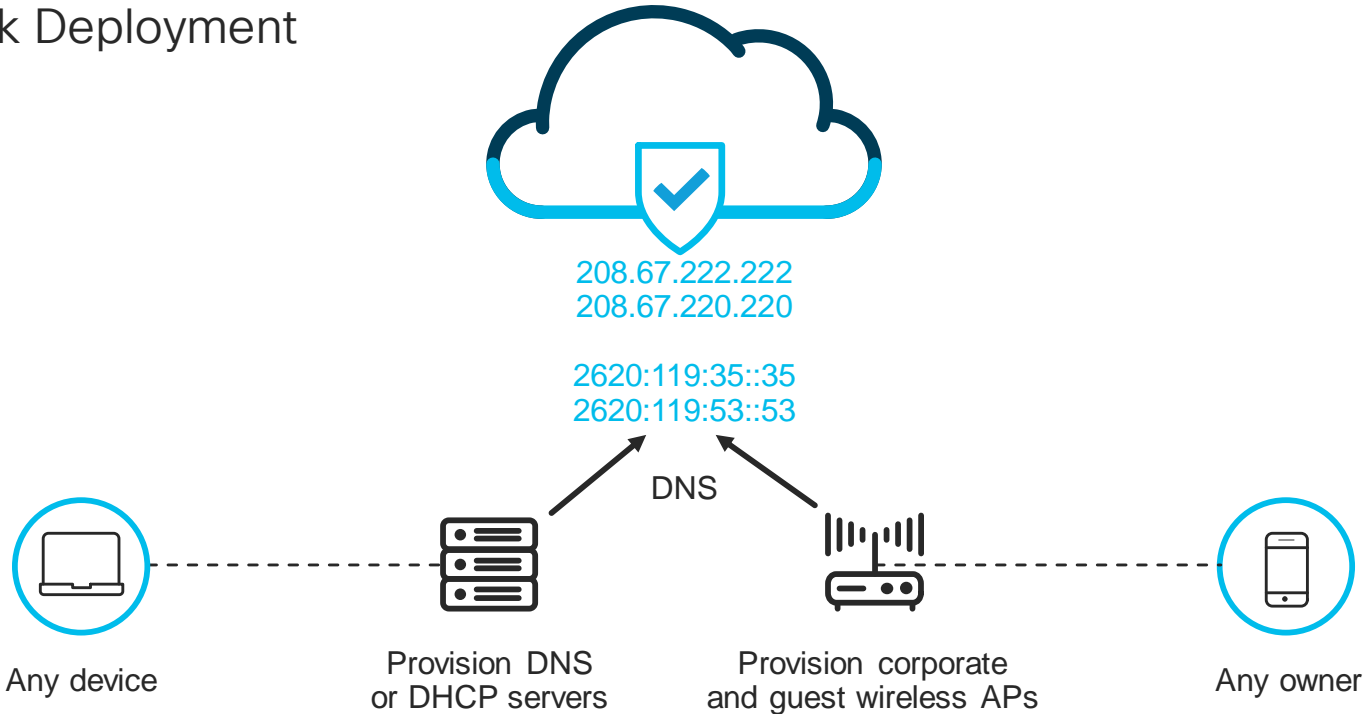 k Deployment
208.67.222.222
208.67.220.220
2620:119:35::35
2620:119:53::53
DNS
Any device
Provision DNS
or DHCP servers
Provision corporate
and guest wireless APs
Any owner